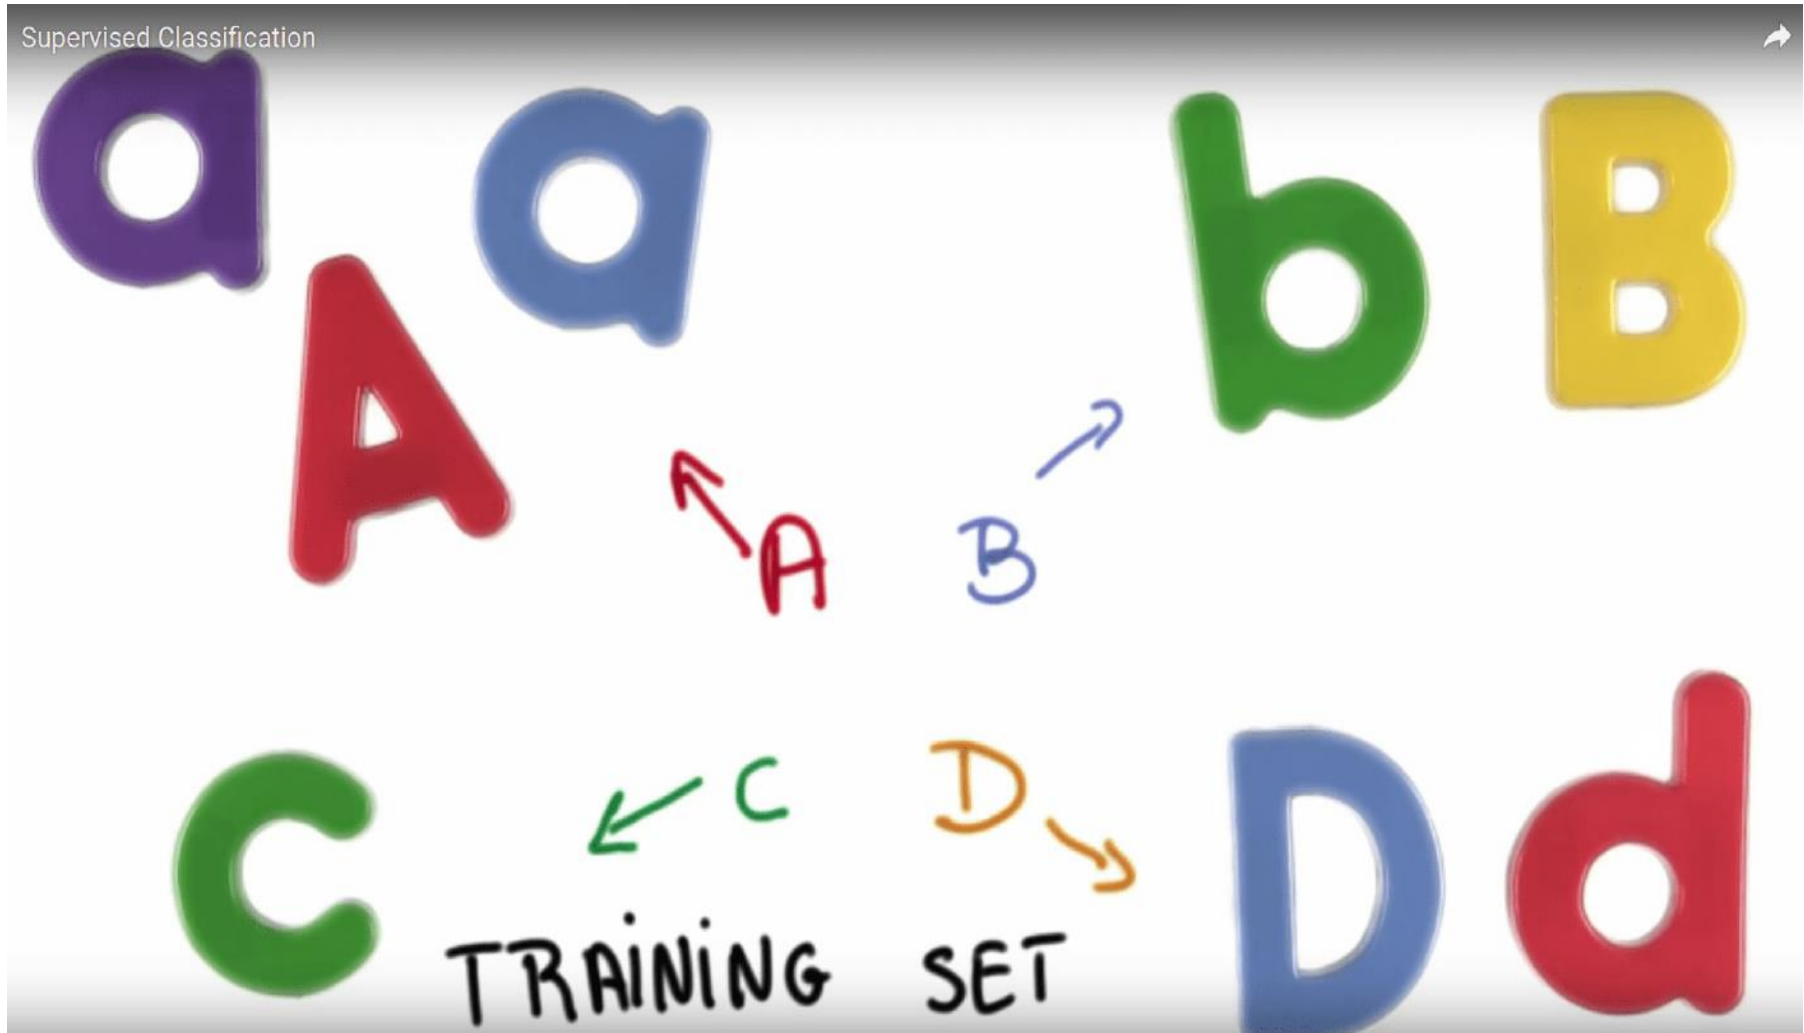 Supervised Classification
a a b B
A
A B
C C D D d
TRAINING SET